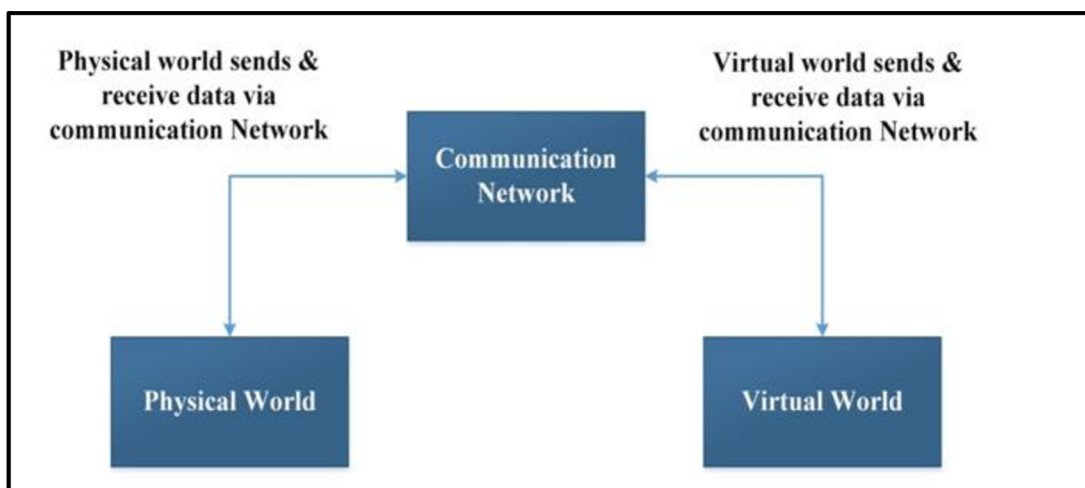 Physical world sends &
receive data via
communication Network
Virtual world sends &
receive data via
communication Network
Communication
Network
Physical World
Virtual World